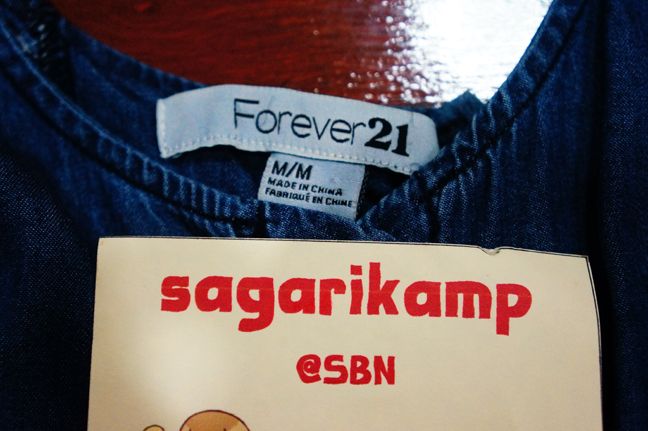 Forever21
M/M
MADE IN CHINA
FABRIQUÉ EN CHINE
sagarikamp
@SBN